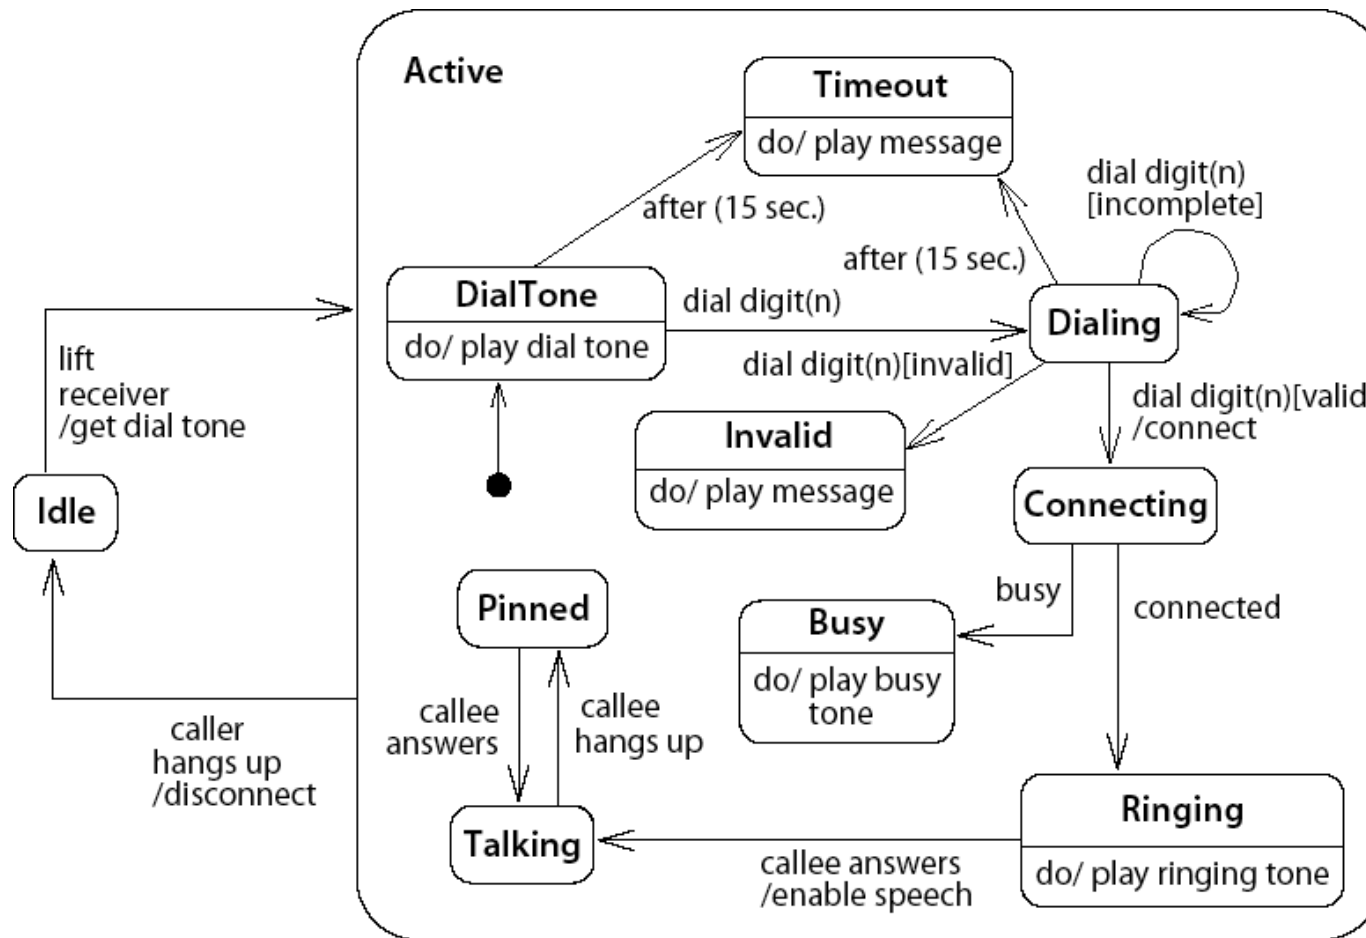 Active
Timeout
do/ play message
dial digit(n)
[incomplete]
after (15 sec.)
after (15 sec.)
DialTone
do/ play dial tone
dial digit(n)
Dialing
lift
receiver
/get dial tone
dial digit(n)[invalid]
dial digit(n)[valid
/connect
Invalid
do/ play message
Idle
Connecting
Pinned
busy
connected
Busy
do/ play busy
tone
callee
answers
callee
hangs up
caller
hangs up
/disconnect
Ringing
do/ play ringing tone
Talking
callee answers
/enable speech